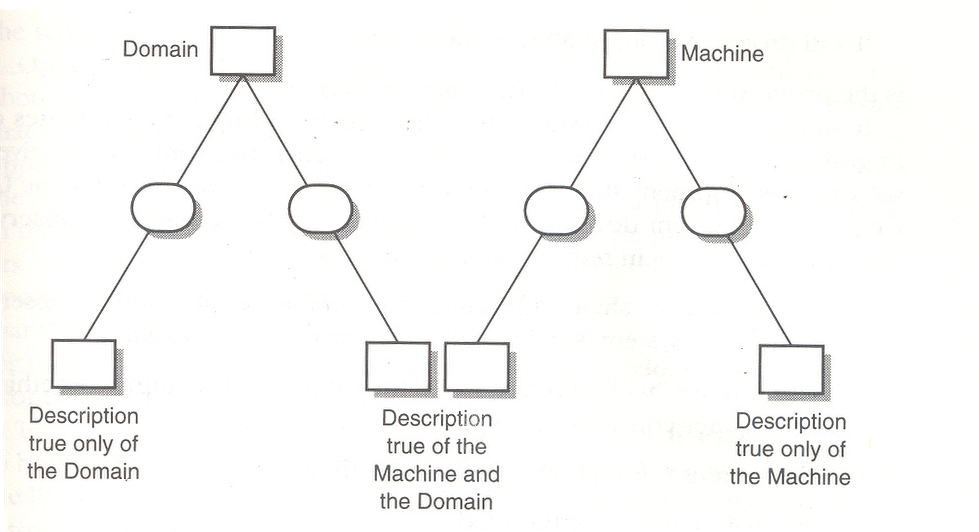 Domain
Machine
Description
true only of
the Domain
Description
true of the
Machine and
the Domain
Description
true only of
the Machine